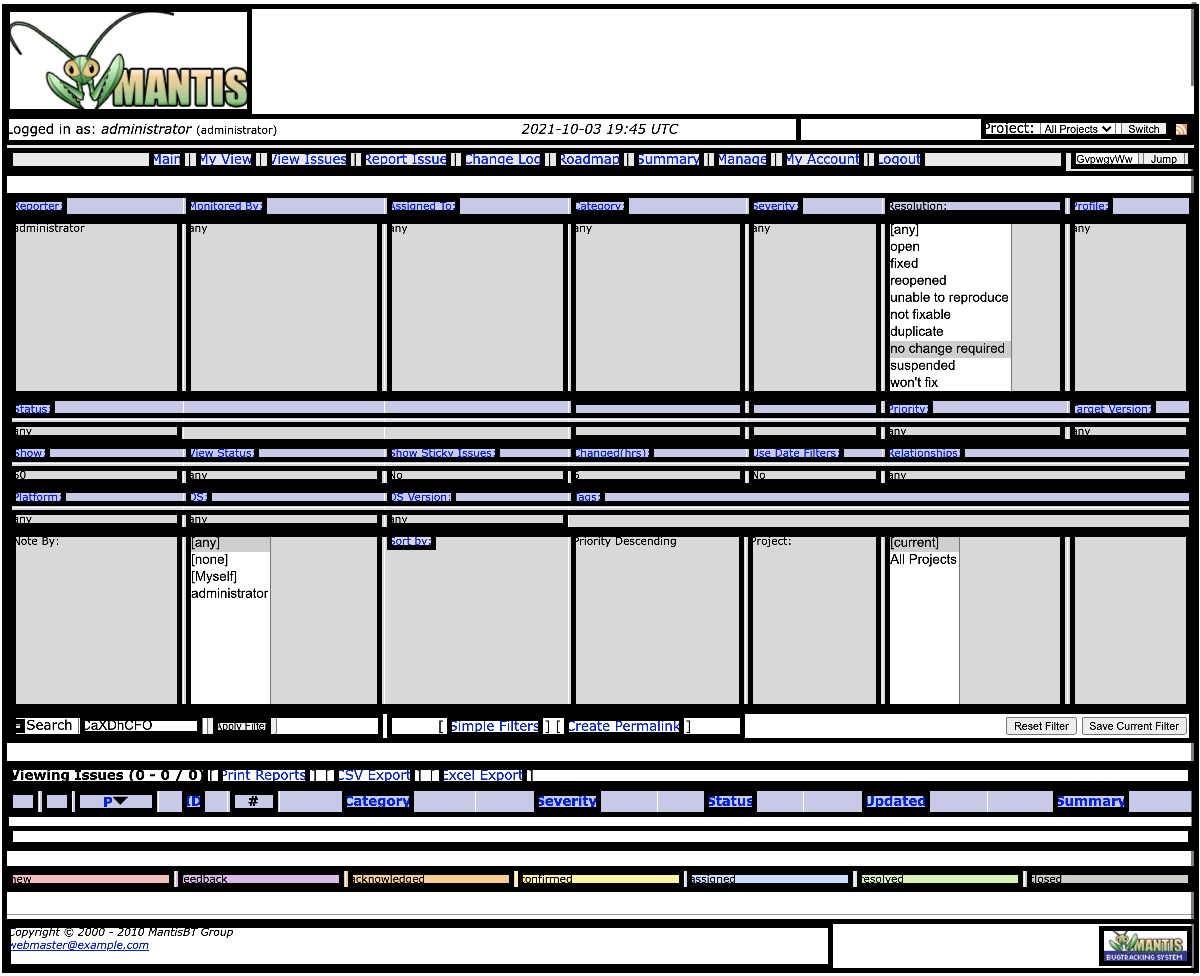 MANTIS
Logged in as: administrator (administrator)
2021-10-03 19:45 UTC
Project: All Projects Switch
Main | My View | View Issues | Report Issue | Change Log | Roadmap | Summary | Manage | My Account | Logout
GvpwgyWw Jump
Reporter: Monitored By: Assigned To: Category: Severity: Resolution: Profile:
administrator any any any any [any] any
open
fixed
reopened
unable to reproduce
not fixable
duplicate
no change required
suspended
won't fix
Status: Priority: Target Version:
any any any
Show: View Status: Show Sticky Issues: Changed(hrs): Use Date Filters: Relationships:
50 any No 6 No any
Platform: OS: OS Version: Tags:
any any any
Note By: [any] Sort by: Priority Descending Project: [current]
[none] All Projects
[Myself]
administrator
Search CaXDhCFO Apply Filter
[ Simple Filters ] [ Create Permalink ]
Reset Filter Save Current Filter
Viewing Issues (0 - 0 / 0) [ Print Reports ] [ CSV Export ] [ Excel Export ]
P ID # Category Severity Status Updated Summary
new feedback acknowledged confirmed assigned resolved closed
Copyright © 2000 - 2010 MantisBT Group
webmaster@example.com
MANTIS
BUGTRACKING SYSTEM